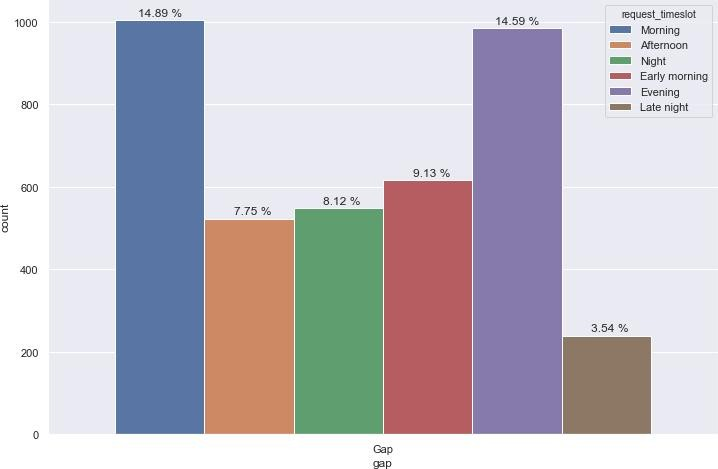 14.89 %
14.59 %
9.13 %
8.12 %
7.75 %
3.54 %
request_timeslot
Morning
Afternoon
Night
Early morning
Evening
Late night
1000
800
600
400
200
0
count
Gap
gap